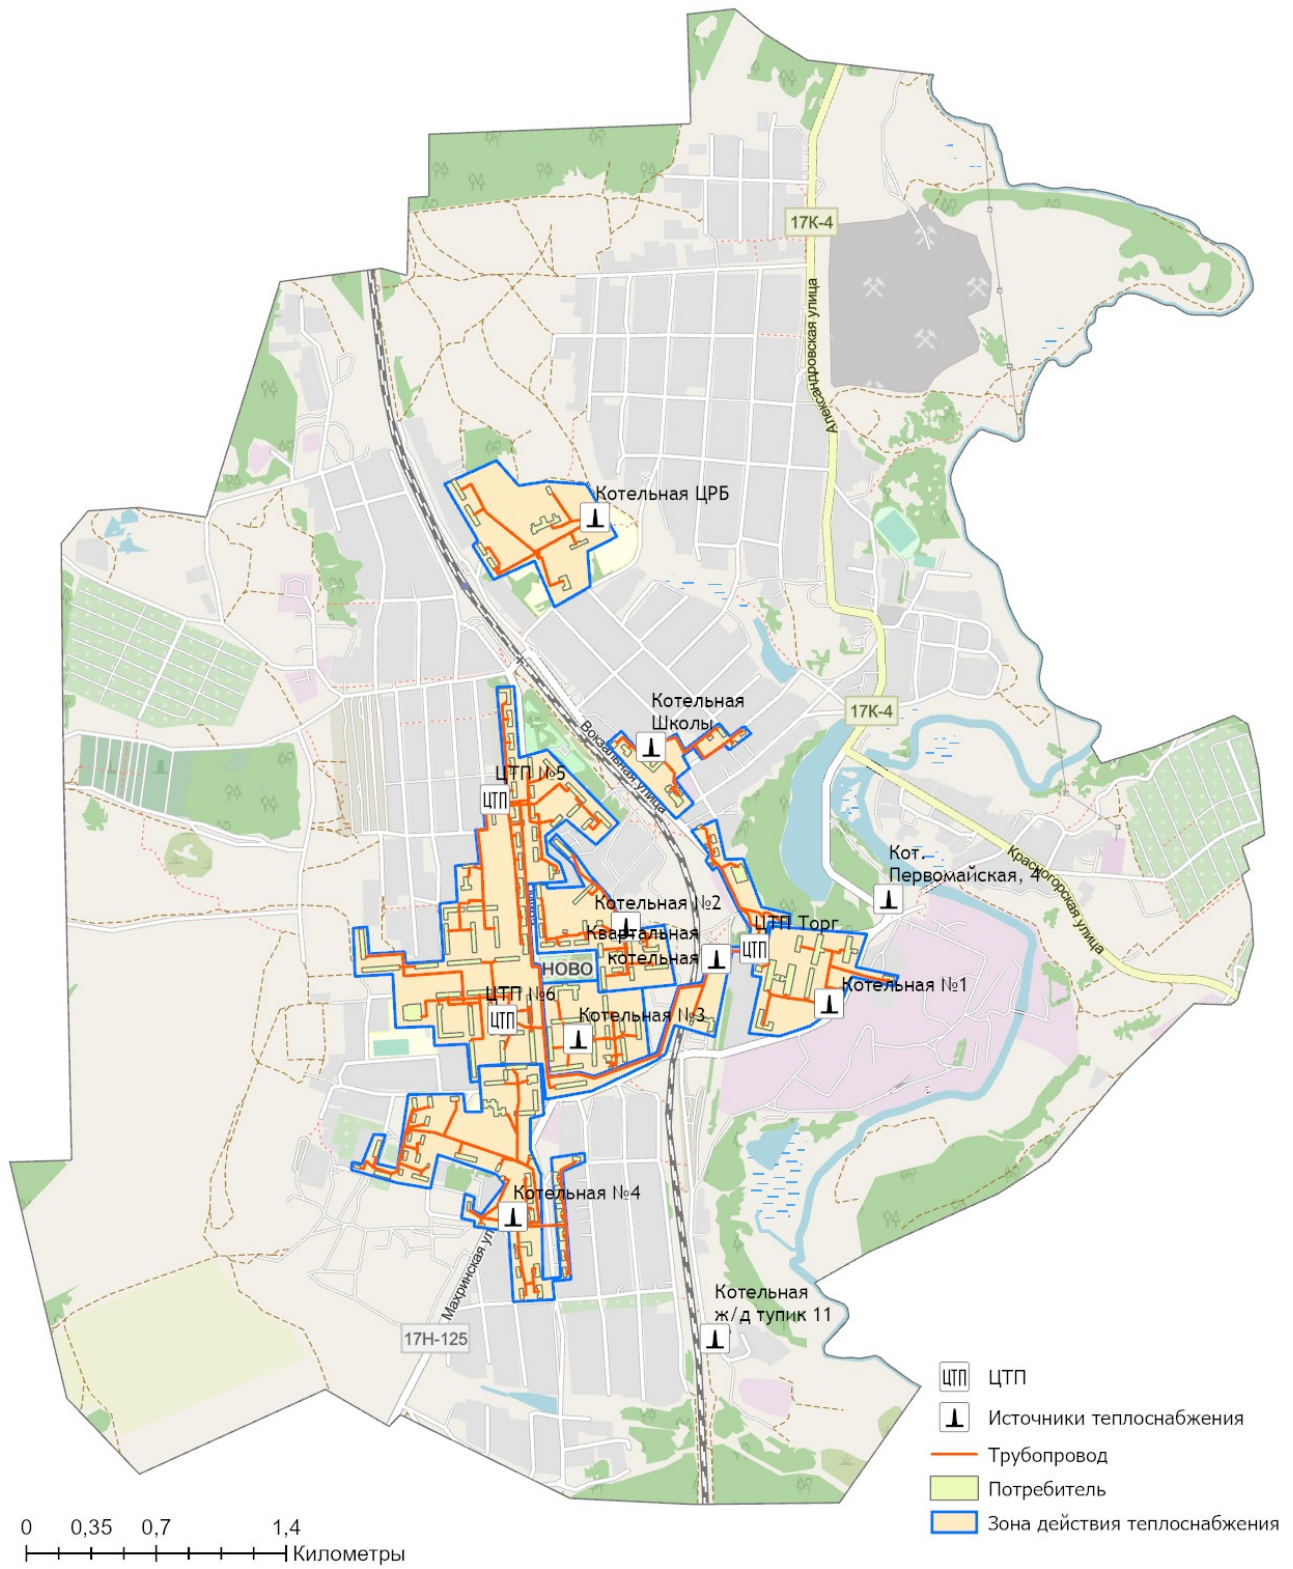 17К-4
Александровская улица
Котельная ЦРБ
Котельная
Школы
17К-4
Вокзальная улица
ЦТП №5
ЦТП
Кот.
Первомайская, 4
Красногорская улица
Котельная №2
Квартальная
котельная
ЦТП Торг
ЦТП
НОВО
Котельная №1
ЦТП №6
ЦТП
Котельная №3
Котельная №4
Махринская ул
Котельная
ж/д тупик 11
17Н-125
ЦТП ЦТП
Источники теплоснабжения
Трубопровод
Потребитель
Зона действия теплоснабжения
0 0,35 0,7 1,4
Километры